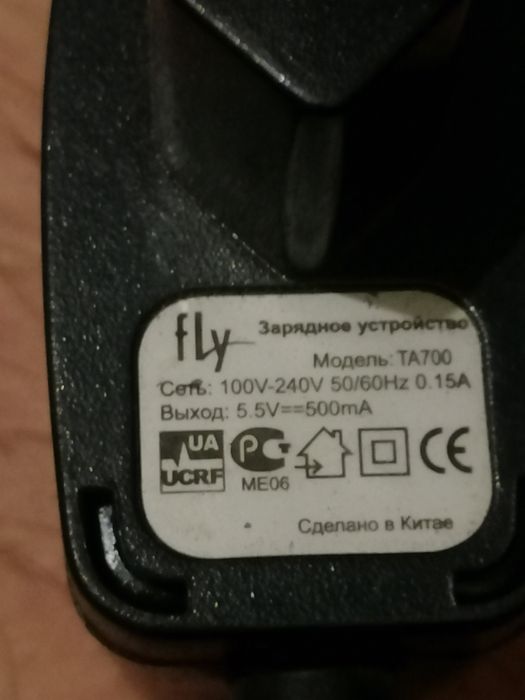 fly Зарядное устройство
Модель: TA700
Сеть: 100V-240V 50/60Hz 0.15A
Выход: 5.5V==500mA
UA
UCRF
РС
ME06
CE
Сделано в Китае